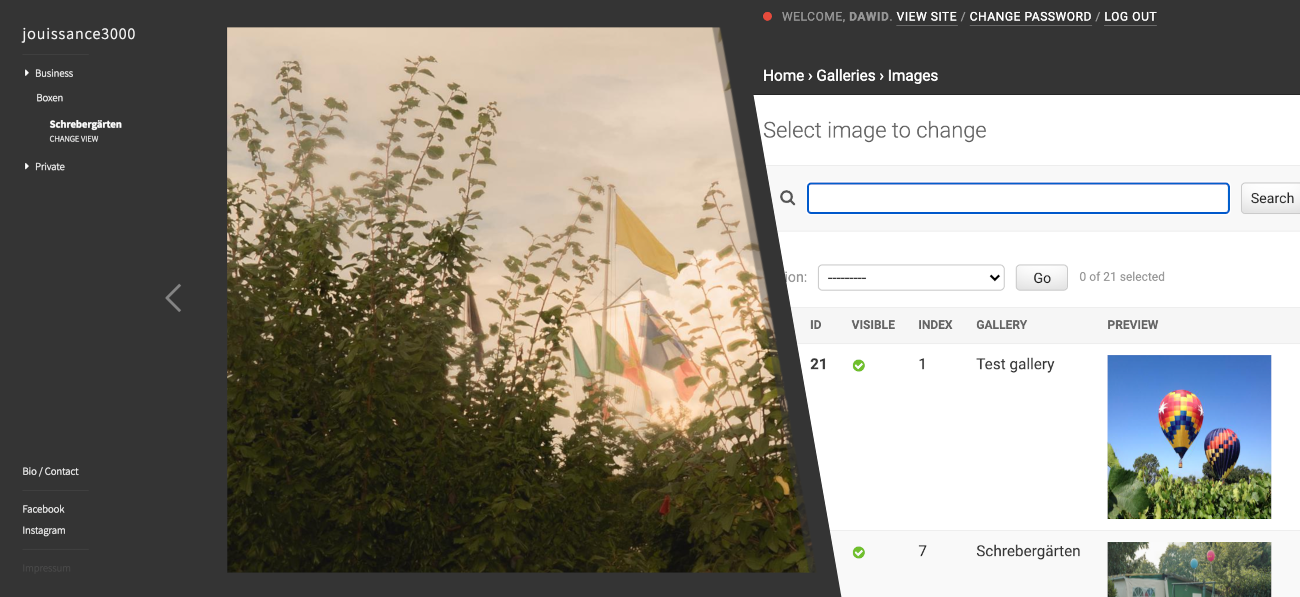 jouissance3000
Business
Boxen
Schrebergärten
CHANGE VIEW
Private
Bio / Contact
Facebook
Instagram
Impressum
WELCOME, DAWID. VIEW SITE / CHANGE PASSWORD / LOG OUT
Home › Galleries › Images
Select image to change
Search
ion: --------- Go 0 of 21 selected
ID VISIBLE INDEX GALLERY PREVIEW
21 1 Test gallery
7 Schrebergärten